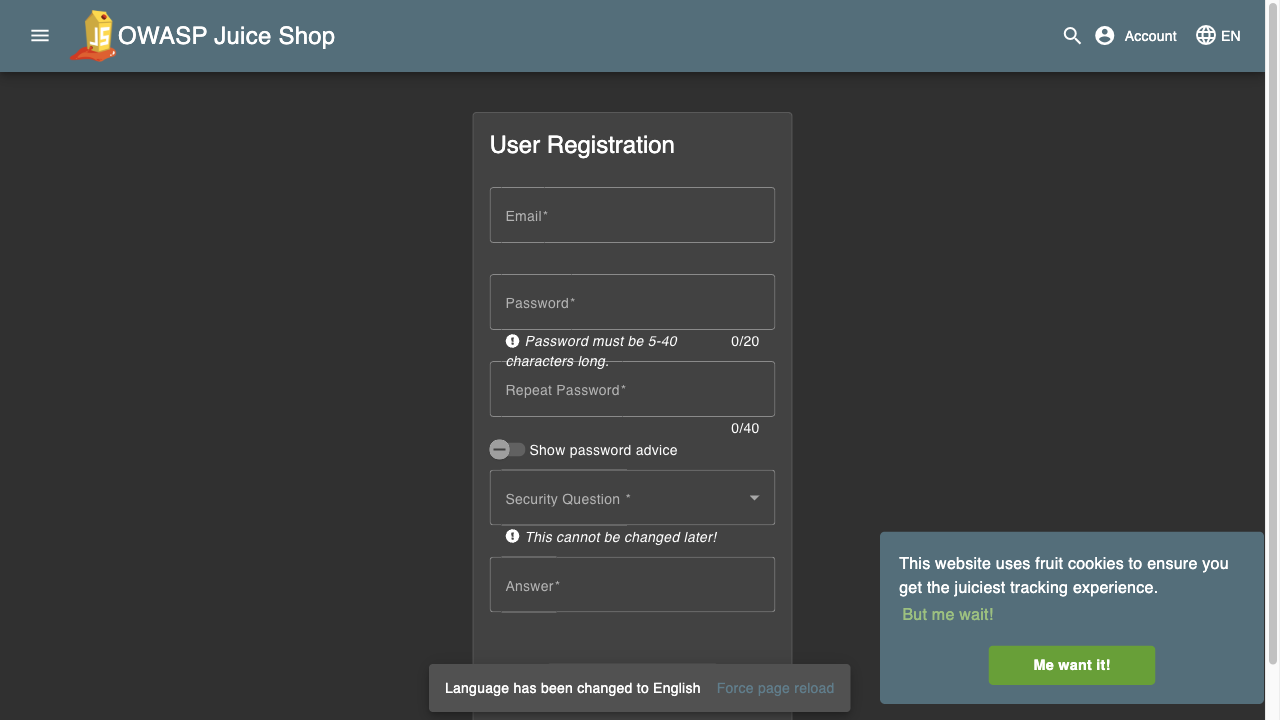 OWASP Juice Shop
Account
EN
User Registration
Email*
Password*
Password must be 5-40
characters long.
0/20
Repeat Password*
0/40
Show password advice
Security Question *
This cannot be changed later!
Answer*
This website uses fruit cookies to ensure you
get the juiciest tracking experience.
But me wait!
Me want it!
Language has been changed to English Force page reload